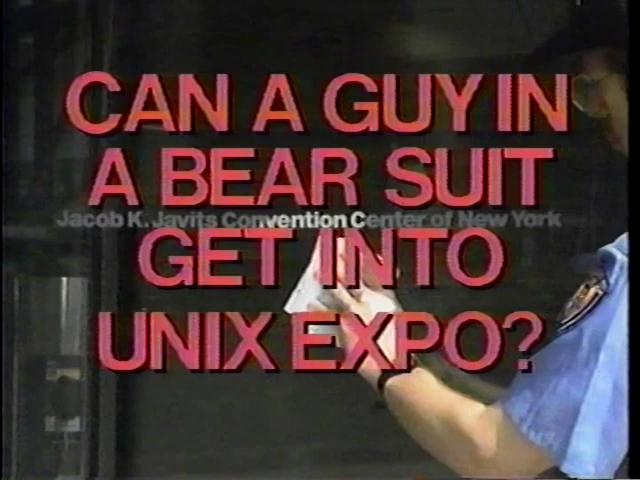 CAN A GUY IN
A BEAR SUIT
Jacob K. Javits Convention Center of New York
GET INTO
UNIX EXPO?